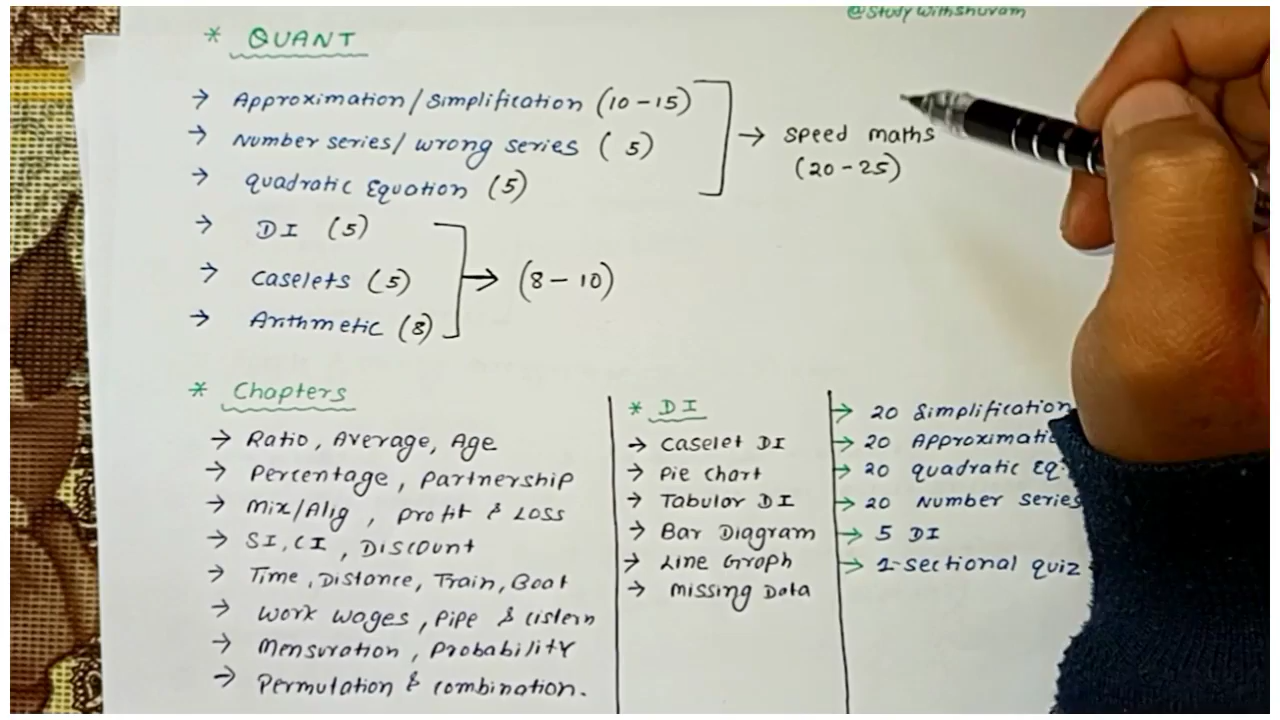 @StudyWithShuvam
* QUANT
→ Approximation/Simplification (10-15)
→ Number series/wrong series (5)
→ quadratic Equation (5)
→ speed maths
(20-25)
→ DI (5)
→ Caselets (5)
→ Arithmetic (8)
→ (8-10)
* Chapters
→ Ratio, Average, Age
→ Percentage, partnership
→ Mix/Alig, profit & Loss
→ SI, CI, Discount
→ Time, Distance, Train, Boat
→ Work wages, pipe & cistern
→ Mensuration, Probability
→ Permutation & combination.
* DI
→ Caselet DI
→ Pie Chart
→ Tabular DI
→ Bar Diagram
→ Line Graph
→ Missing Data
→ 20 Simplification
→ 20 Approximatio
→ 20 quadratic Eq
→ 20 Number series
→ 5 DI
→ 1-sectional quiz